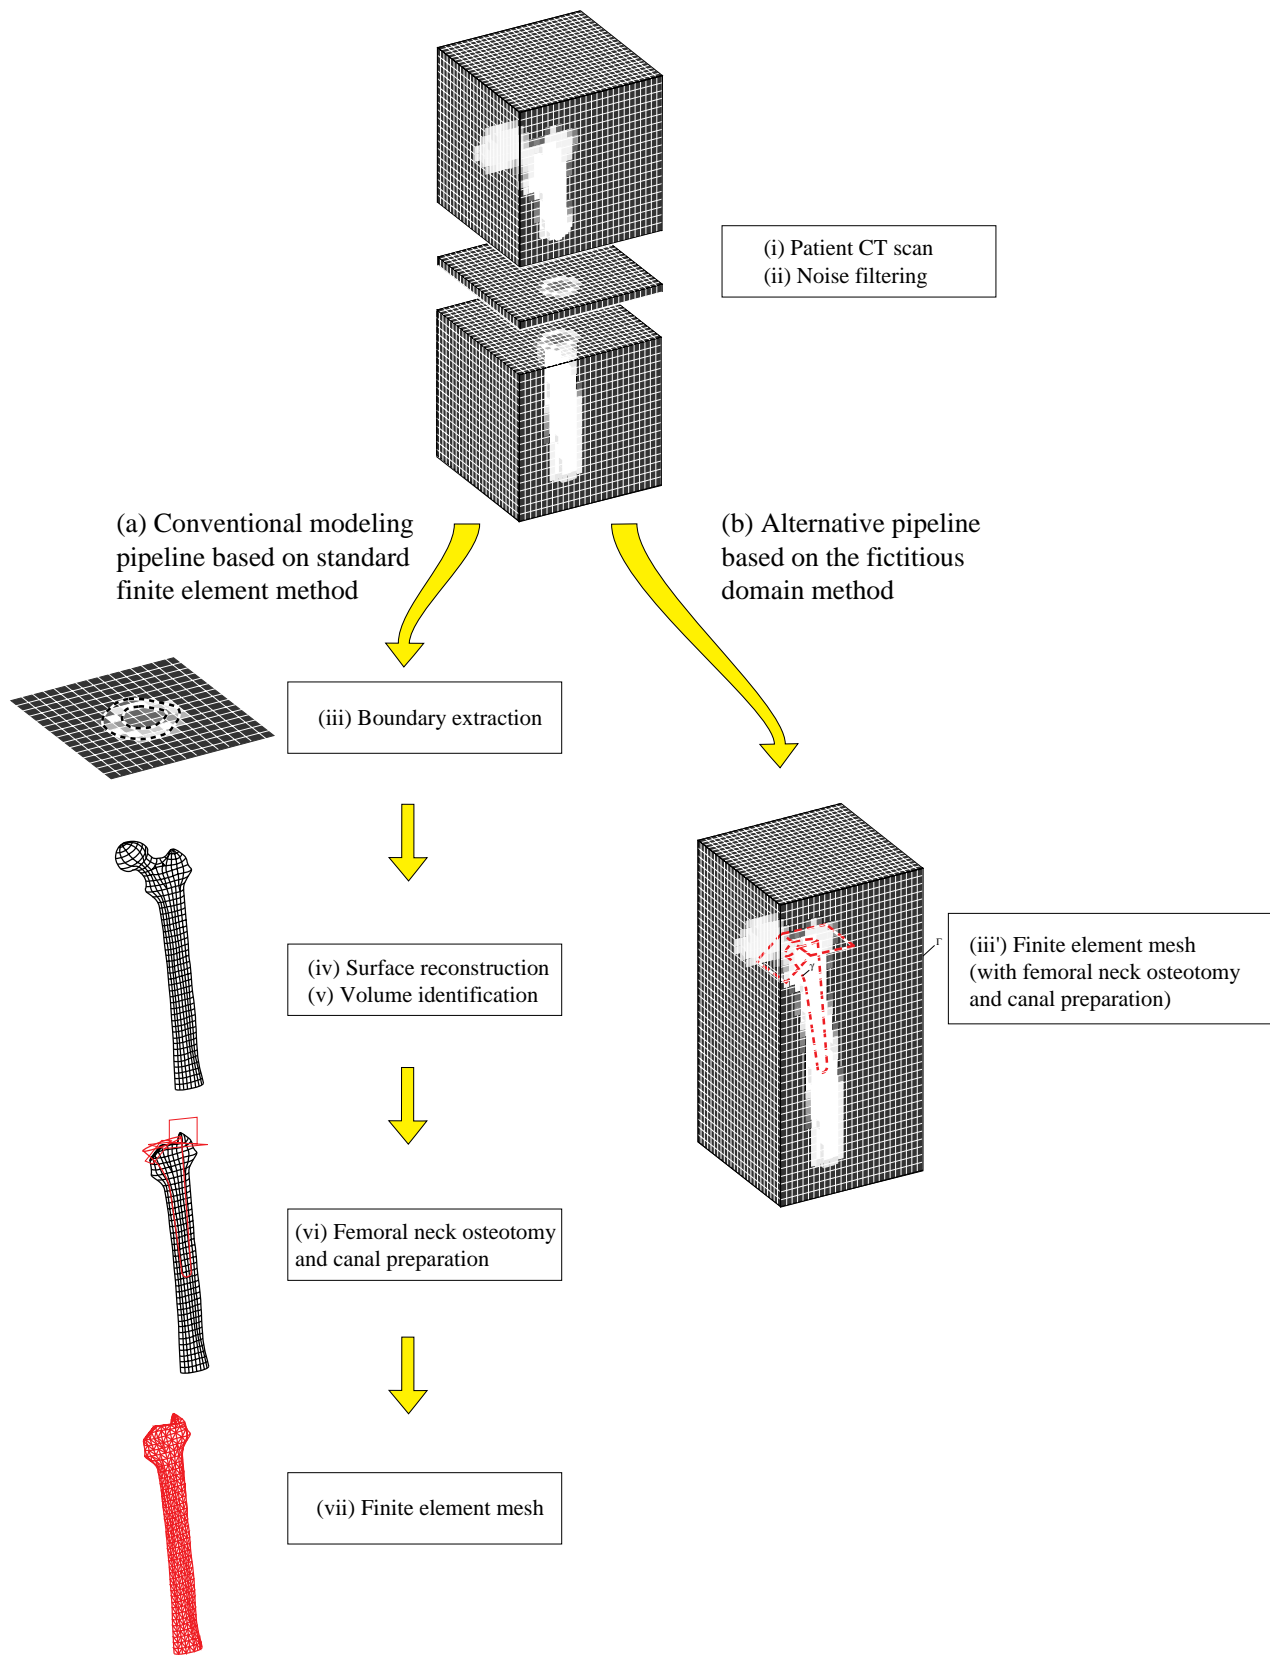 (i) Patient CT scan
(ii) Noise filtering
(a) Conventional modeling
pipeline based on standard
finite element method
(b) Alternative pipeline
based on the fictitious
domain method
(iii) Boundary extraction
(iv) Surface reconstruction
(v) Volume identification
Γ
γ
(iii') Finite element mesh
(with femoral neck osteotomy
and canal preparation)
(vi) Femoral neck osteotomy
and canal preparation
(vii) Finite element mesh